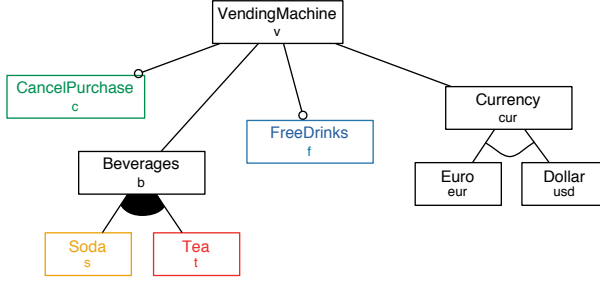 VendingMachine
v
CancelPurchase
c
FreeDrinks
f
Currency
cur
Beverages
b
Euro
eur
Dollar
usd
Soda
s
Tea
t